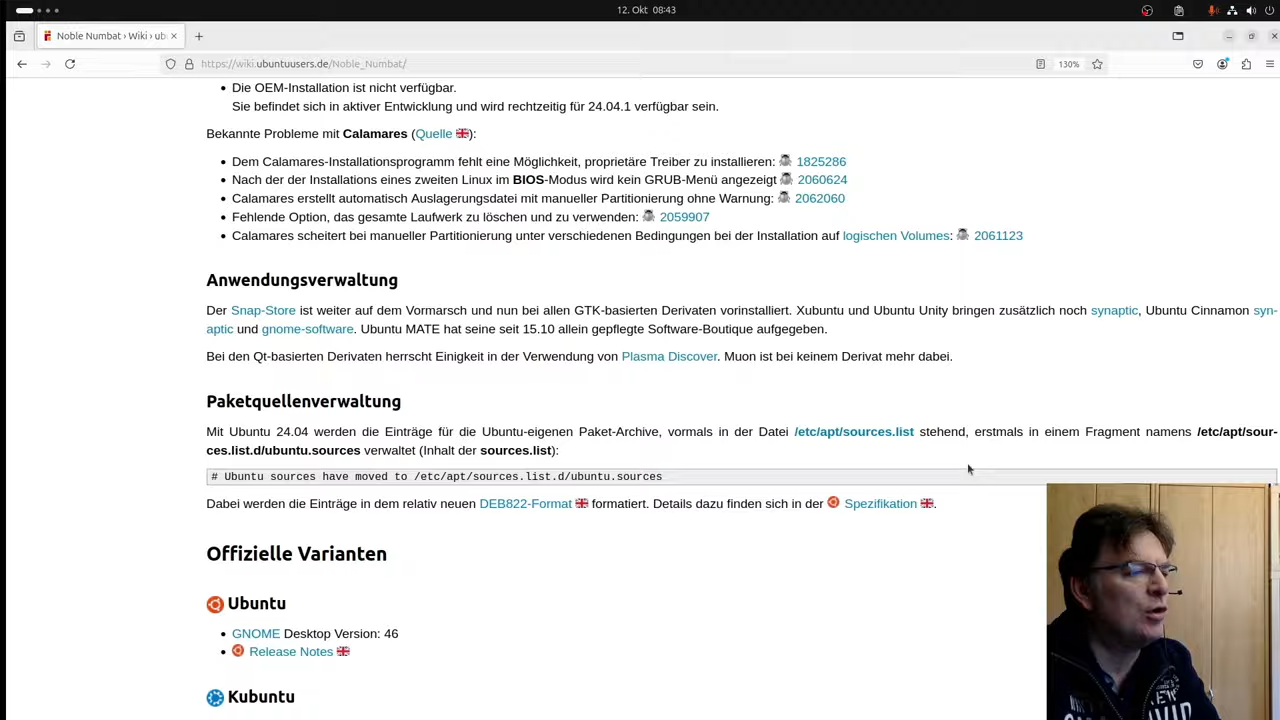 12. Okt 08:43
Noble Numbat › Wiki › ub
https://wiki.ubuntuusers.de/Noble_Numbat/
130%
Die OEM-Installation ist nicht verfügbar.
Sie befindet sich in aktiver Entwicklung und wird rechtzeitig für 24.04.1 verfügbar sein.
Bekannte Probleme mit Calamares (Quelle):
Dem Calamares-Installationsprogramm fehlt eine Möglichkeit, proprietäre Treiber zu installieren: 1825286
Nach der der Installations eines zweiten Linux im BIOS-Modus wird kein GRUB-Menü angezeigt 2060624
Calamares erstellt automatisch Auslagerungsdatei mit manueller Partitionierung ohne Warnung: 2062060
Fehlende Option, das gesamte Laufwerk zu löschen und zu verwenden: 2059907
Calamares scheitert bei manueller Partitionierung unter verschiedenen Bedingungen bei der Installation auf logischen Volumes: 2061123
Anwendungsverwaltung
Der Snap-Store ist weiter auf dem Vormarsch und nun bei allen GTK-basierten Derivaten vorinstalliert. Xubuntu und Ubuntu Unity bringen zusätzlich noch synaptic, Ubuntu Cinnamon syn-
aptic und gnome-software. Ubuntu MATE hat seine seit 15.10 allein gepflegte Software-Boutique aufgegeben.
Bei den Qt-basierten Derivaten herrscht Einigkeit in der Verwendung von Plasma Discover. Muon ist bei keinem Derivat mehr dabei.
Paketquellenverwaltung
Mit Ubuntu 24.04 werden die Einträge für die Ubuntu-eigenen Paket-Archive, vormals in der Datei /etc/apt/sources.list stehend, erstmals in einem Fragment namens /etc/apt/sour-
ces.list.d/ubuntu.sources verwaltet (Inhalt der sources.list):
# Ubuntu sources have moved to /etc/apt/sources.list.d/ubuntu.sources
Dabei werden die Einträge in dem relativ neuen DEB822-Format formatiert. Details dazu finden sich in der Spezifikation.
Offizielle Varianten
Ubuntu
GNOME Desktop Version: 46
Release Notes
Kubuntu